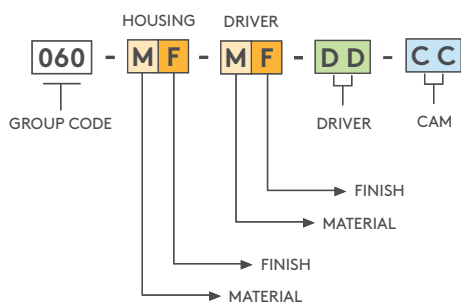 HOUSING DRIVER
060 - M F - M F - D D - C C
GROUP CODE DRIVER CAM
FINISH
MATERIAL
FINISH
MATERIAL